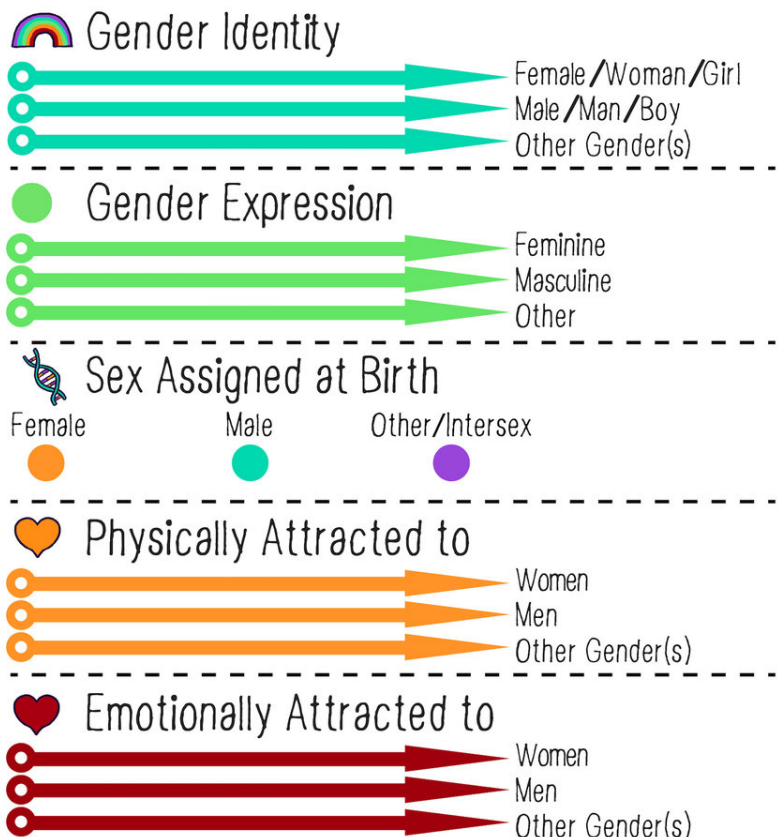 Gender Identity
Female/Woman/Girl
Male/Man/Boy
Other Gender(s)
Gender Expression
Feminine
Masculine
Other
Sex Assigned at Birth
Female Male Other/Intersex
Physically Attracted to
Women
Men
Other Gender(s)
Emotionally Attracted to
Women
Men
Other Gender(s)